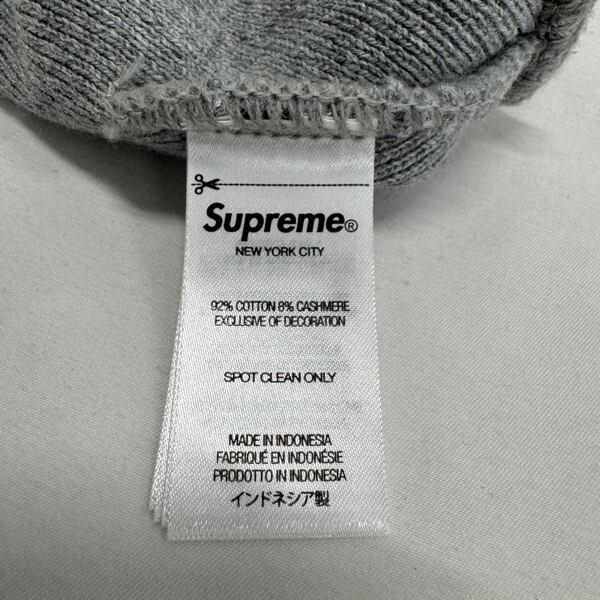 Supreme®
NEW YORK CITY
92% COTTON 8% CASHMERE
EXCLUSIVE OF DECORATION
SPOT CLEAN ONLY
MADE IN INDONESIA
FABRIQUÉ EN INDONÉSIE
PRODOTTO IN INDONESIA
インドネシア製